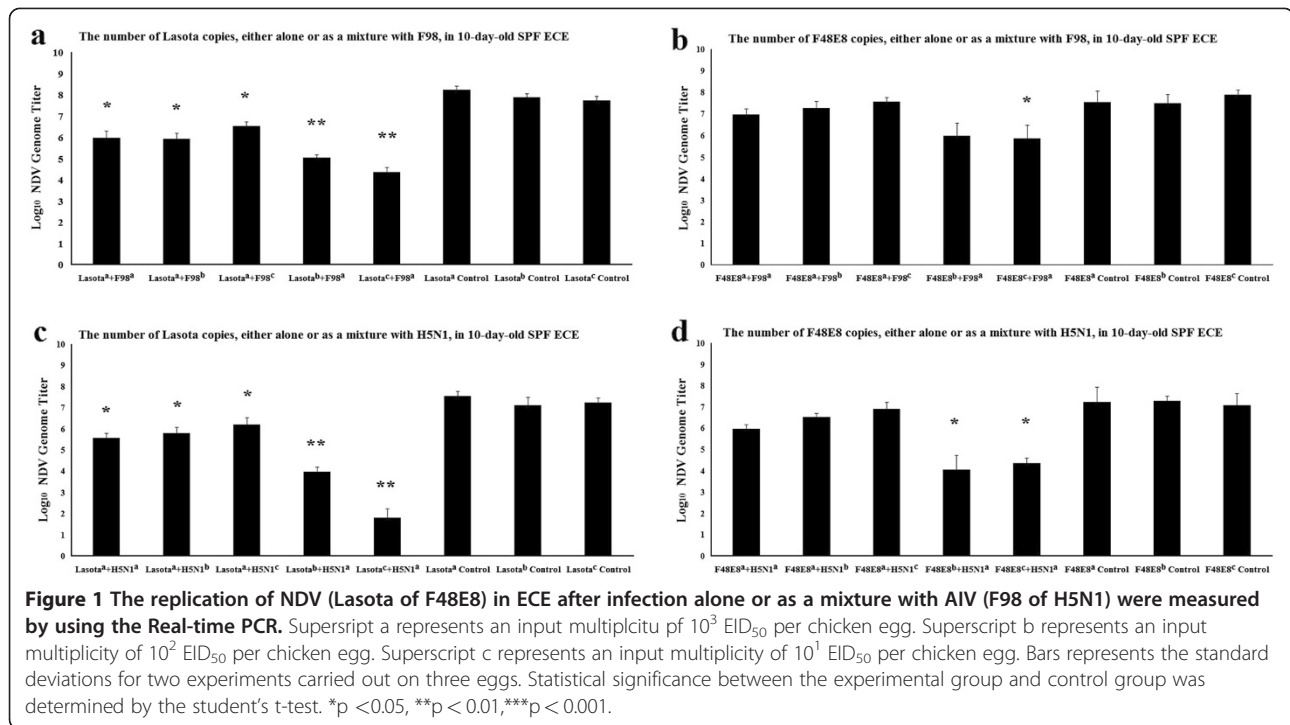 a
The number of Lasota copies, either alone or as a mixture with F98, in 10-day-old SPF ECE
Log₁₀ NDV Genome Titer
10
9
8
7
6
5
4
3
2
1
0
* * * ** **
Lasotaᵃ+F98ᵃ Lasotaᵃ+F98ᵇ Lasotaᵃ+F98ᶜ Lasotaᵇ+F98ᵃ Lasotaᶜ+F98ᵃ Lasotaᵃ Control Lasotaᵇ Control Lasotaᶜ Control
b
The number of F48E8 copies, either alone or as a mixture with F98, in 10-day-old SPF ECE
Log₁₀ NDV Genome Titer
10
9
8
7
6
5
4
3
2
1
0
*
F48E8ᵃ+F98ᵃ F48E8ᵃ+F98ᵇ F48E8ᵃ+F98ᶜ F48E8ᵇ+F98ᵃ F48E8ᶜ+F98ᵃ F48E8ᵃ Control F48E8ᵇ Control F48E8ᶜ Control
c
The number of Lasota copies, either alone or as a mixture with H5N1, in 10-day-old SPF ECE
Log₁₀ NDV Genome Titer
10
9
8
7
6
5
4
3
2
1
0
* * * ** **
Lasotaᵃ+H5N1ᵃ Lasotaᵃ+H5N1ᵇ Lasotaᵃ+H5N1ᶜ Lasotaᵇ+H5N1ᵃ Lasotaᶜ+H5N1ᵃ Lasotaᵃ Control Lasotaᵇ Control Lasotaᶜ Control
d
The number of F48E8 copies, either alone or as a mixture with H5N1, in 10-day-old SPF ECE
Log₁₀ NDV Genome Titer
10
9
8
7
6
5
4
3
2
1
0
* *
F48E8ᵃ+H5N1ᵃ F48E8ᵃ+H5N1ᵇ F48E8ᵃ+H5N1ᶜ F48E8ᵇ+H5N1ᵃ F48E8ᶜ+H5N1ᵃ F48E8ᵃ Control F48E8ᵇ Control F48E8ᶜ Control
Figure 1 The replication of NDV (Lasota of F48E8) in ECE after infection alone or as a mixture with AIV (F98 of H5N1) were measured
by using the Real-time PCR. Supersript a represents an input multiplcitu pf 10³ EID₅₀ per chicken egg. Superscript b represents an input
multiplicity of 10² EID₅₀ per chicken egg. Superscript c represents an input multiplicity of 10¹ EID₅₀ per chicken egg. Bars represents the standard
deviations for two experiments carried out on three eggs. Statistical significance between the experimental group and control group was
determined by the student's t-test. *p <0.05, **p < 0.01,***p < 0.001.